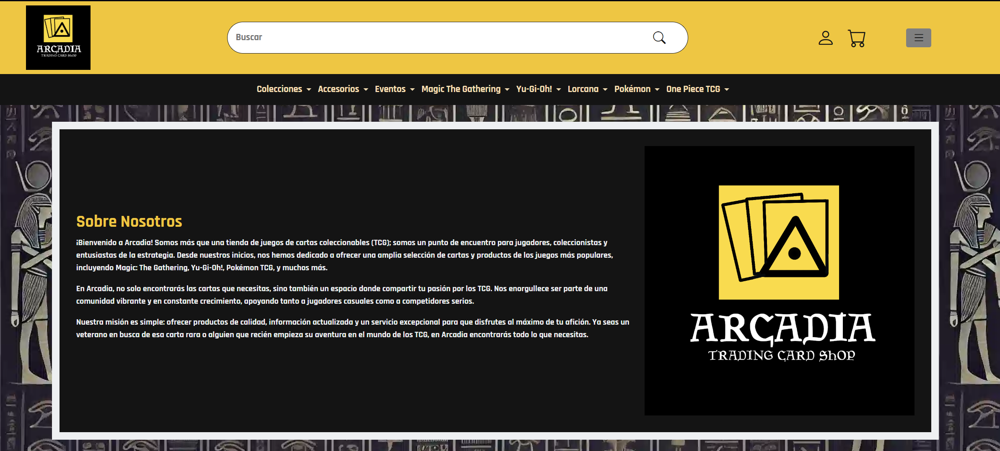 ARCADIA
TRADING CARD ShOP
Buscar
Colecciones Accesorios Eventos Magic The Gathering Yu-Gi-Oh! Lorcana Pokémon One Piece TCG
Sobre Nosotros
¡Bienvenido a Arcadia! Somos más que una tienda de juegos de cartas coleccionables (TCG); somos un punto de encuentro para jugadores, coleccionistas y
entusiastas de la estrategia. Desde nuestros inicios, nos hemos dedicado a ofrecer una amplia selección de cartas y productos de los juegos más populares,
incluyendo Magic: The Gathering, Yu-Gi-Oh!, Pokémon TCG, y muchos más.
En Arcadia, no solo encontrarás las cartas que necesitas, sino también un espacio donde compartir tu pasión por los TCG. Nos enorgullece ser parte de una
comunidad vibrante y en constante crecimiento, apoyando tanto a jugadores casuales como a competidores serios.
Nuestra misión es simple: ofrecer productos de calidad, información actualizada y un servicio excepcional para que disfrutes al máximo de tu afición. Ya seas un
veterano en busca de esa carta rara o alguien que recién empieza su aventura en el mundo de los TCG, en Arcadia encontrarás todo lo que necesitas.
ARCADIA
TRADING CARD ShOP